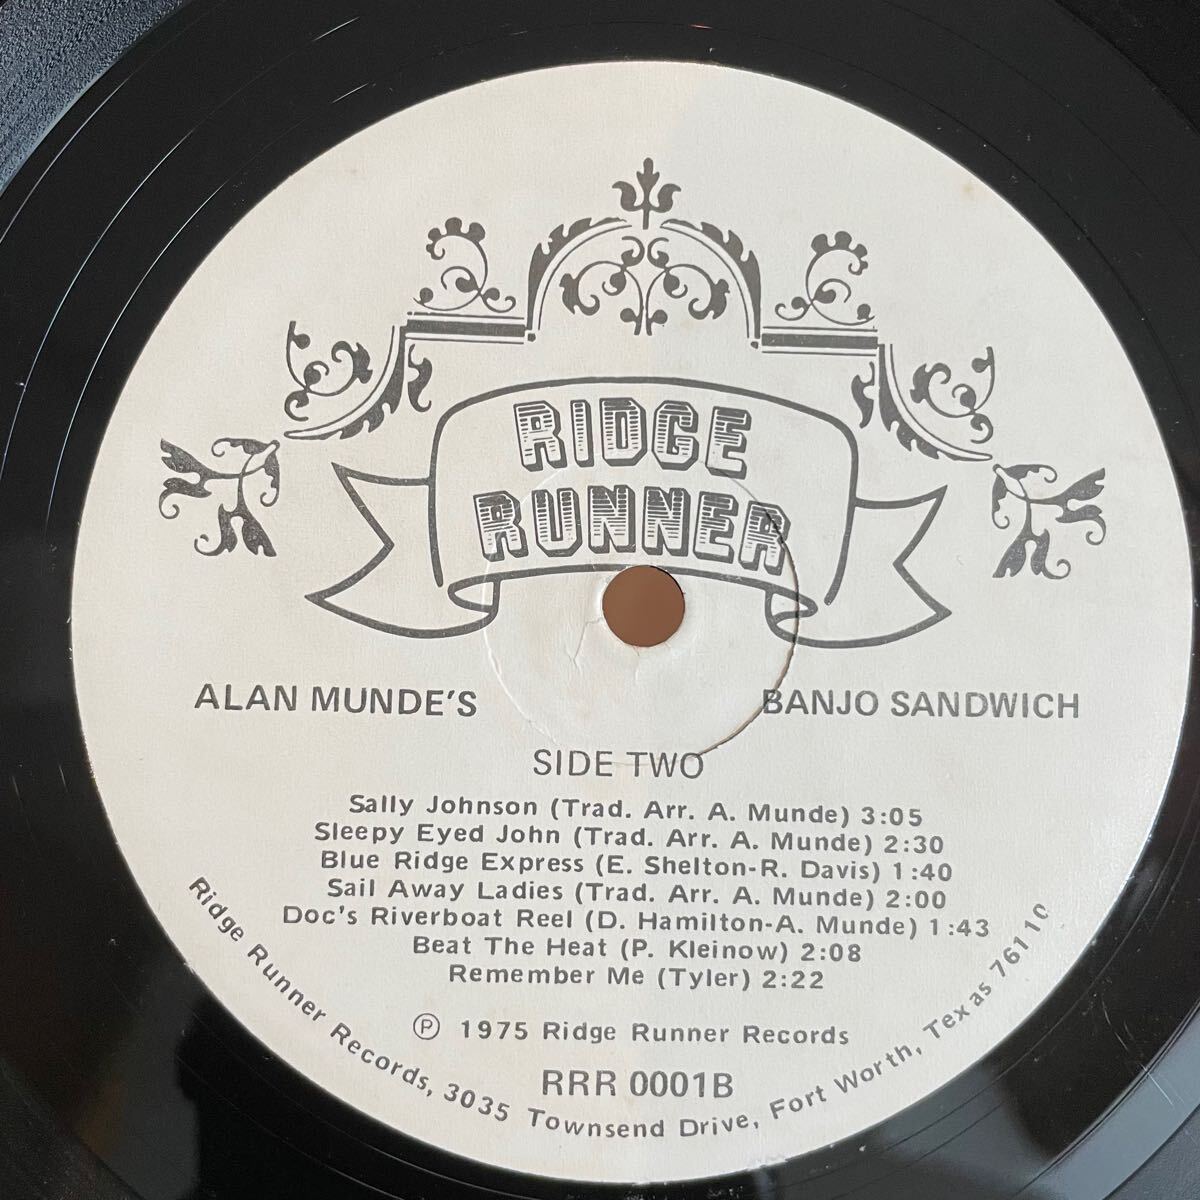 RIDGE
RUNNER
ALAN MUNDE'S
BANJO SANDWICH
SIDE TWO
Sally Johnson (Trad. Arr. A. Munde) 3:05
Sleepy Eyed John (Trad. Arr. A. Munde) 2:30
Blue Ridge Express (E. Shelton-R. Davis) 1:40
Sail Away Ladies (Trad. Arr. A. Munde) 2:00
Doc's Riverboat Reel (D. Hamilton-A. Munde) 1:43
Beat The Heat (P. Kleinow) 2:08
Remember Me (Tyler) 2:22
Ⓟ 1975 Ridge Runner Records
RRR 0001B
Ridge Runner Records, 3035 Townsend Drive, Fort Worth, Texas 76110